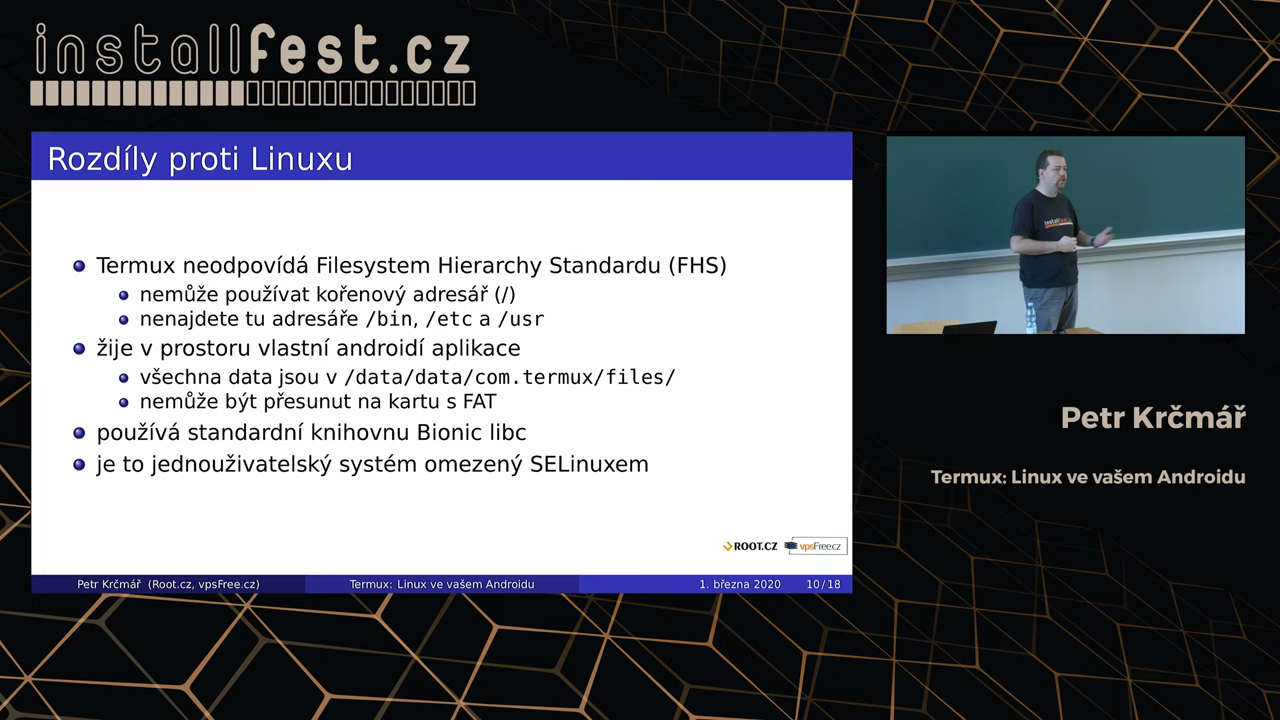 installfest.cz
Rozdíly proti Linuxu
Termux neodpovídá Filesystem Hierarchy Standardu (FHS)
nemůže používat kořenový adresář (/)
nenajdete tu adresáře /bin, /etc a /usr
žije v prostoru vlastní androidí aplikace
všechna data jsou v /data/data/com.termux/files/
nemůže být přesunut na kartu s FAT
používá standardní knihovnu Bionic libc
je to jednouživatelský systém omezený SELinuxem
ROOT.CZ vpsFree.cz
Petr Krčmář (Root.cz, vpsFree.cz) Termux: Linux ve vašem Androidu 1. března 2020 10/18
Petr Krčmář
Termux: Linux ve vašem Androidu